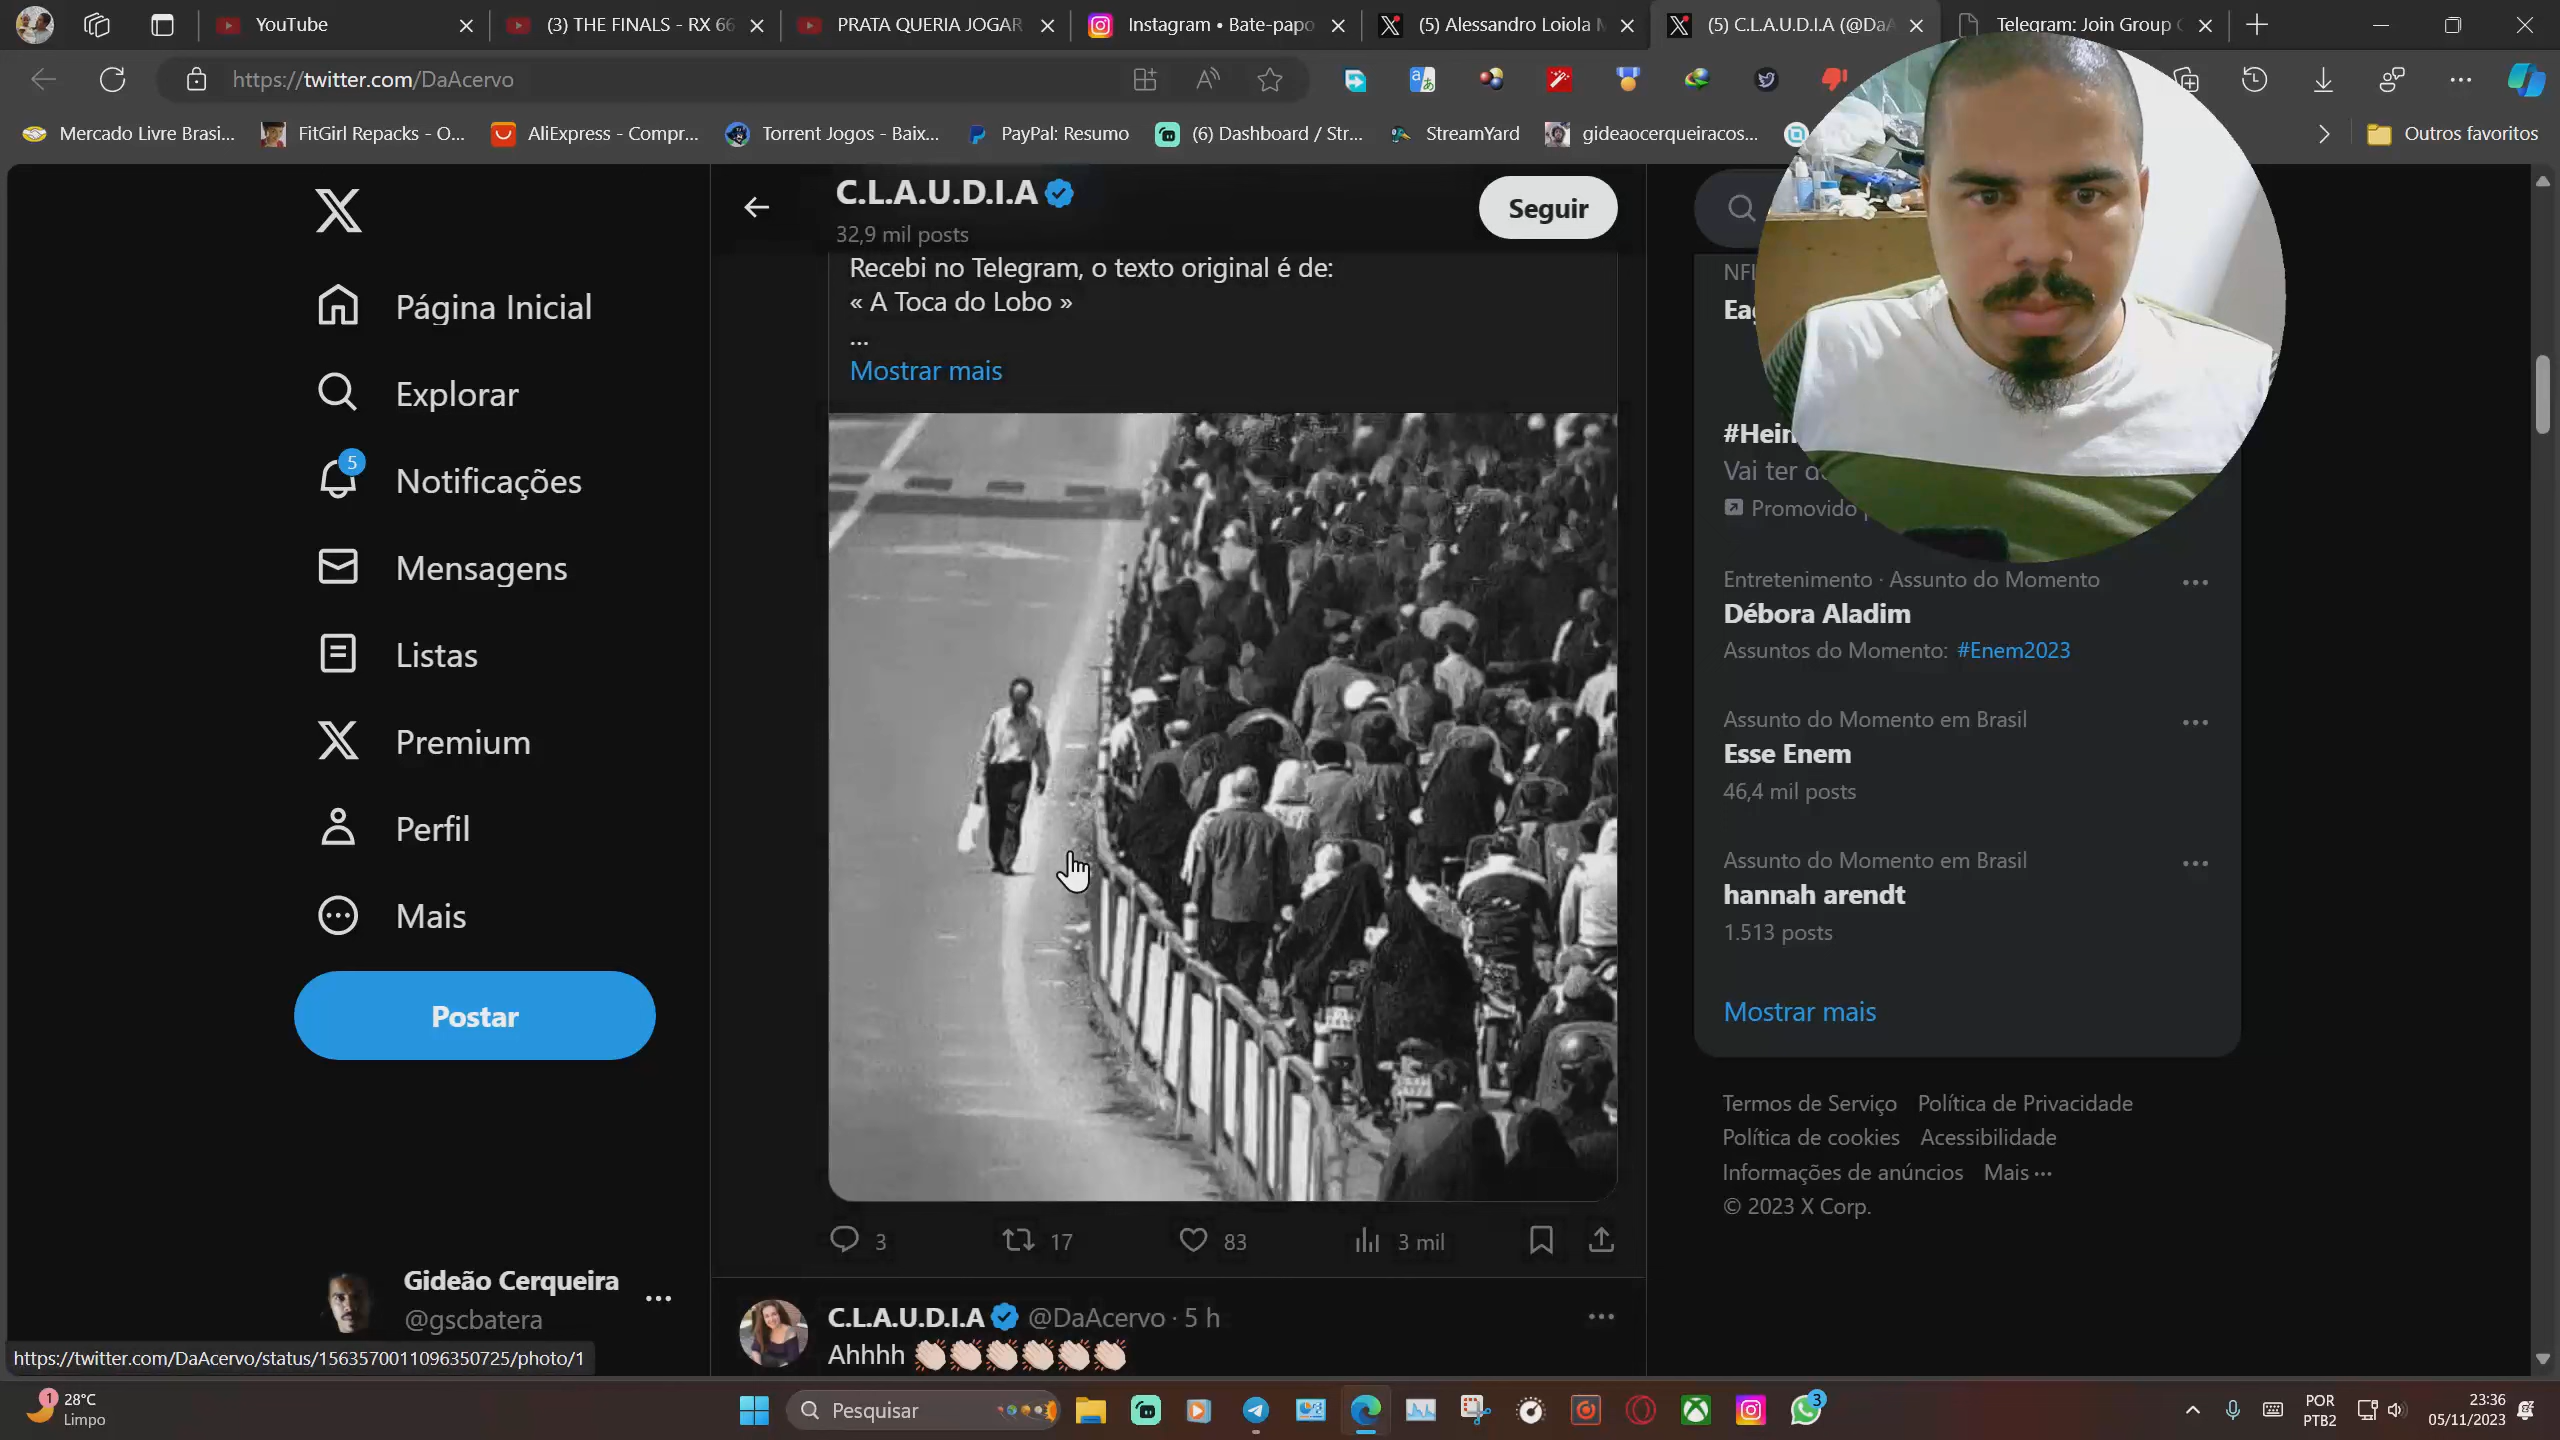 YouTube
(3) THE FINALS - RX 66
PRATA QUERIA JOGAR
Instagram • Bate-papo
(5) Alessandro Loiola M
(5) C.L.A.U.D.I.A (@DaA
Telegram: Join Group C
https://twitter.com/DaAcervo
Mercado Livre Brasi...
FitGirl Repacks - O...
AliExpress - Compr...
Torrent Jogos - Baix...
PayPal: Resumo
(6) Dashboard / Str...
StreamYard
gideaocerqueiracos...
Outros favoritos
Página Inicial
Explorar
5
Notificações
Mensagens
Listas
Premium
Perfil
Mais
Postar
Gideão Cerqueira
@gscbatera
https://twitter.com/DaAcervo/status/1563570011096350725/photo/1
C.L.A.U.D.I.A
32,9 mil posts
Seguir
Recebi no Telegram, o texto original é de:
« A Toca do Lobo »
...
Mostrar mais
3
17
83
3 mil
C.L.A.U.D.I.A @DaAcervo · 5 h
Ahhhh 👏🏻👏🏻👏🏻👏🏻👏🏻👏🏻
NFL
Eag
#Hein
Vai ter
Promovido
Entretenimento · Assunto do Momento
Débora Aladim
Assuntos do Momento: #Enem2023
Assunto do Momento em Brasil
Esse Enem
46,4 mil posts
Assunto do Momento em Brasil
hannah arendt
1.513 posts
Mostrar mais
Termos de Serviço Política de Privacidade
Política de cookies Acessibilidade
Informações de anúncios Mais ···
© 2023 X Corp.
1
28°C
Limpo
Pesquisar
3
POR
PTB2
23:36
05/11/2023